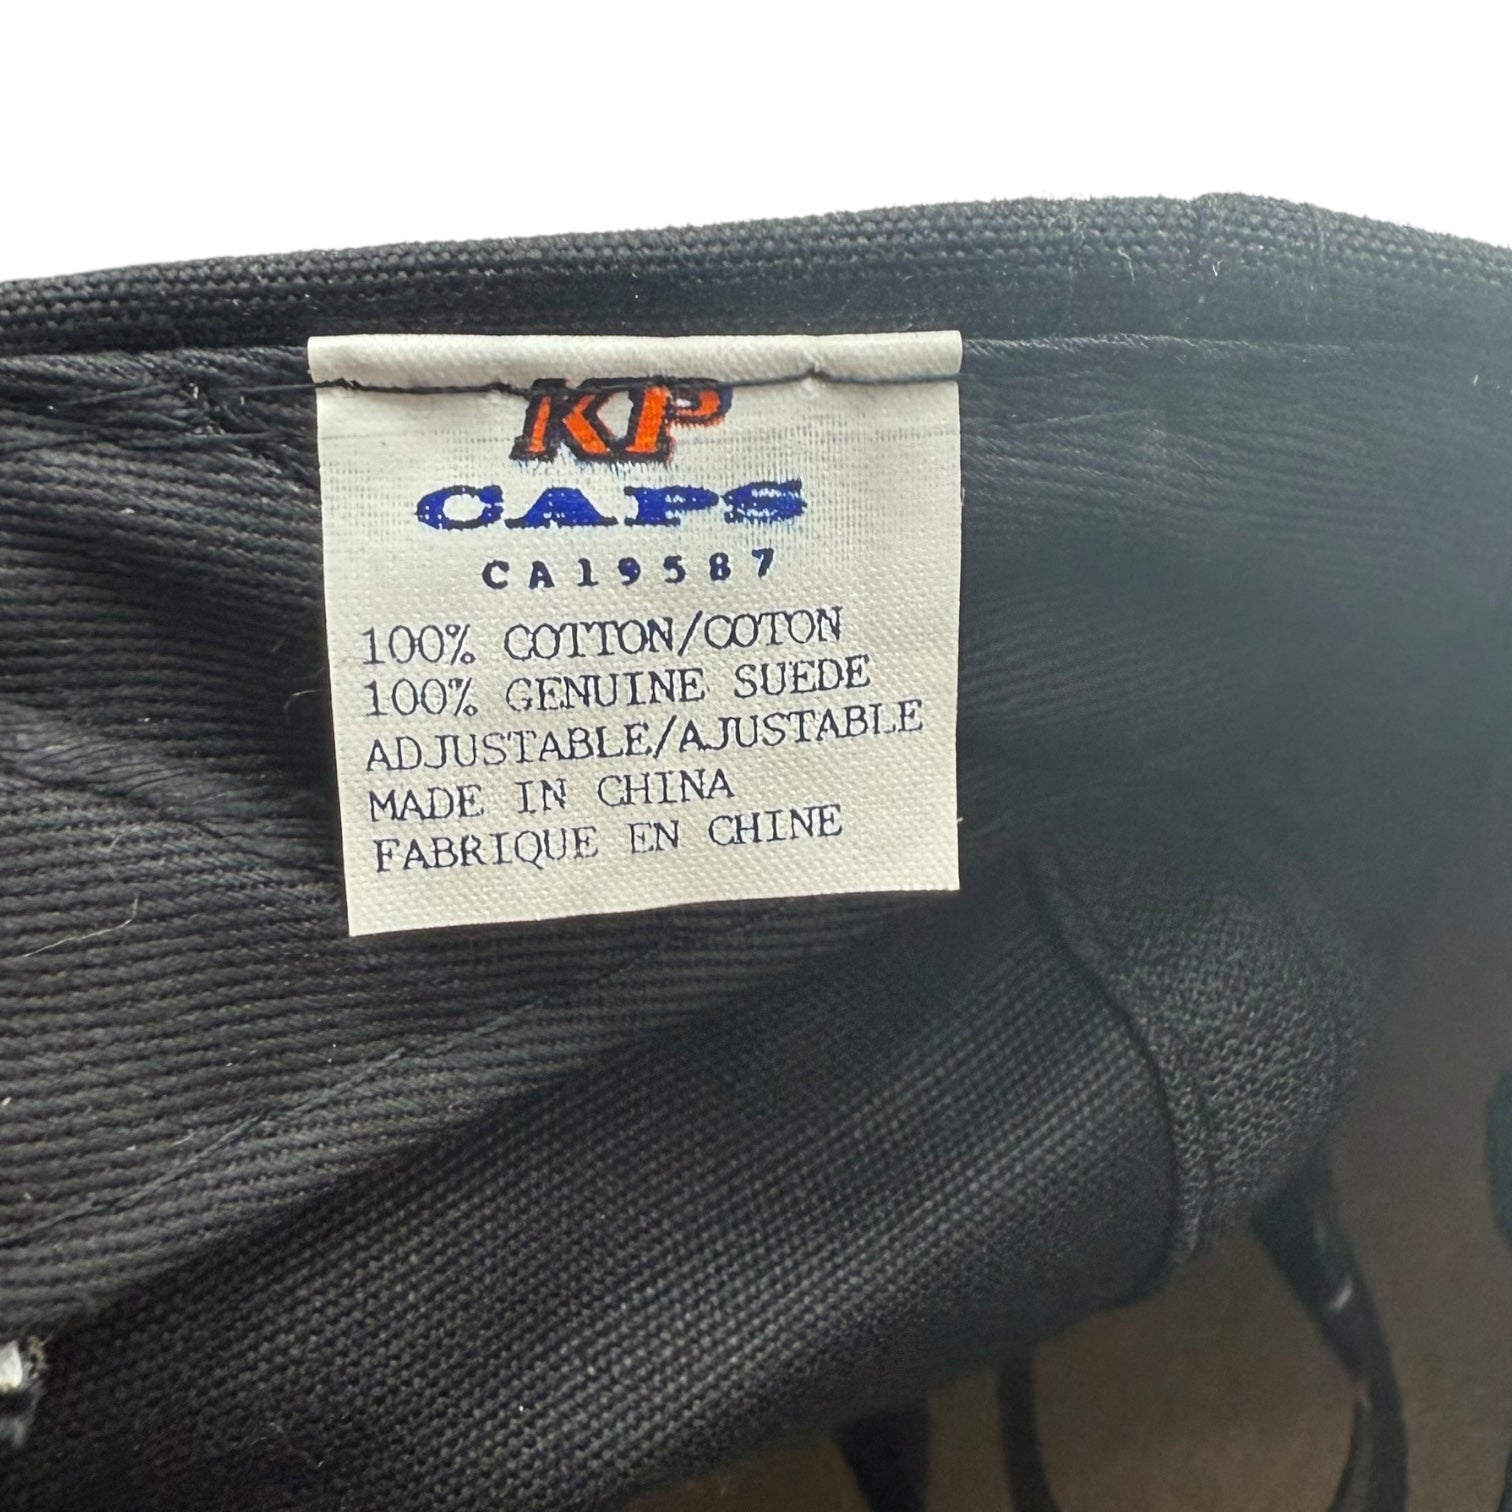 KP
CAPS
CA19587
100% COTTON/COTON
100% GENUINE SUEDE
ADJUSTABLE/AJUSTABLE
MADE IN CHINA
FABRIQUE EN CHINE